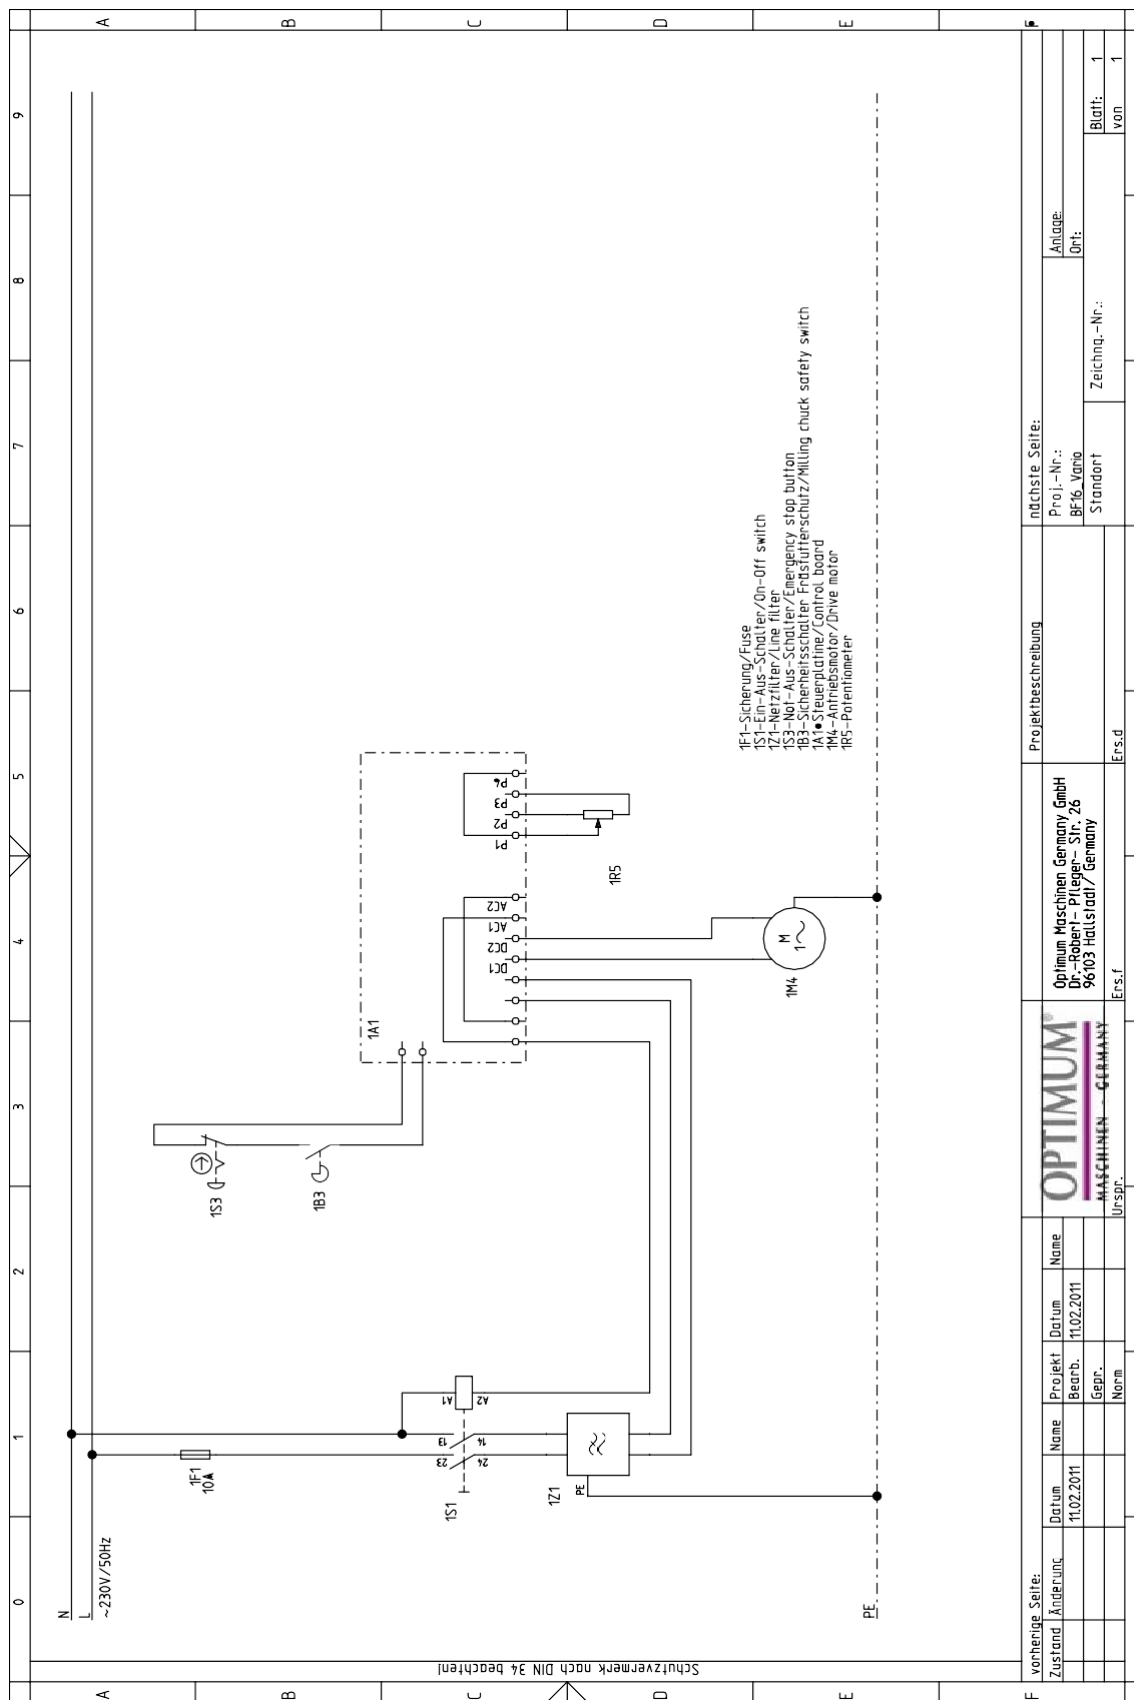 0 1 2 3 4 5 6 7 8 9
A A
B B
C C
D D
E E
F F
N
L
~230V/50Hz
1F1
10A
1S1
13
14
23
24
A1
A2
1Z1
PE
1S3
1B3
1A1
DC1
DC2
AC1
AC2
P1
P2
P3
P6
1R5
1M4
M
1~
PE
1F1-Sicherung/Fuse
1S1-Ein-Aus-Schalter/On-Off switch
1Z1-Netzfilter/Line filter
1S3-Not-Aus-Schalter/Emergency stop button
1B3-Sicherheitsschalter Fräsfutterschutz/Milling chuck safety switch
1A1•Steuerplatine/Control board
1M4-Antriebsmotor/Drive motor
1R5-Potentiometer
Schutzvermerk nach DIN 34 beachten!
vorherige Seite:
Zustand Änderung Datum Name
11.02.2011
Projekt Datum Name
Bearb. 11.02.2011
Gepr.
Norm
OPTIMUM®
MASCHINEN - GERMANY
Urspr.
Optimum Maschinen Germany GmbH
Dr.-Robert- Pfleger- Str. 26
96103 Hallstadt/ Germany
Ers.f
Ers.d
Projektbeschreibung
nächste Seite:
Proj.-Nr.:
BF16_Vario
Standort
Anlage:
Ort:
Zeichng.-Nr.:
Blatt: 1
von 1